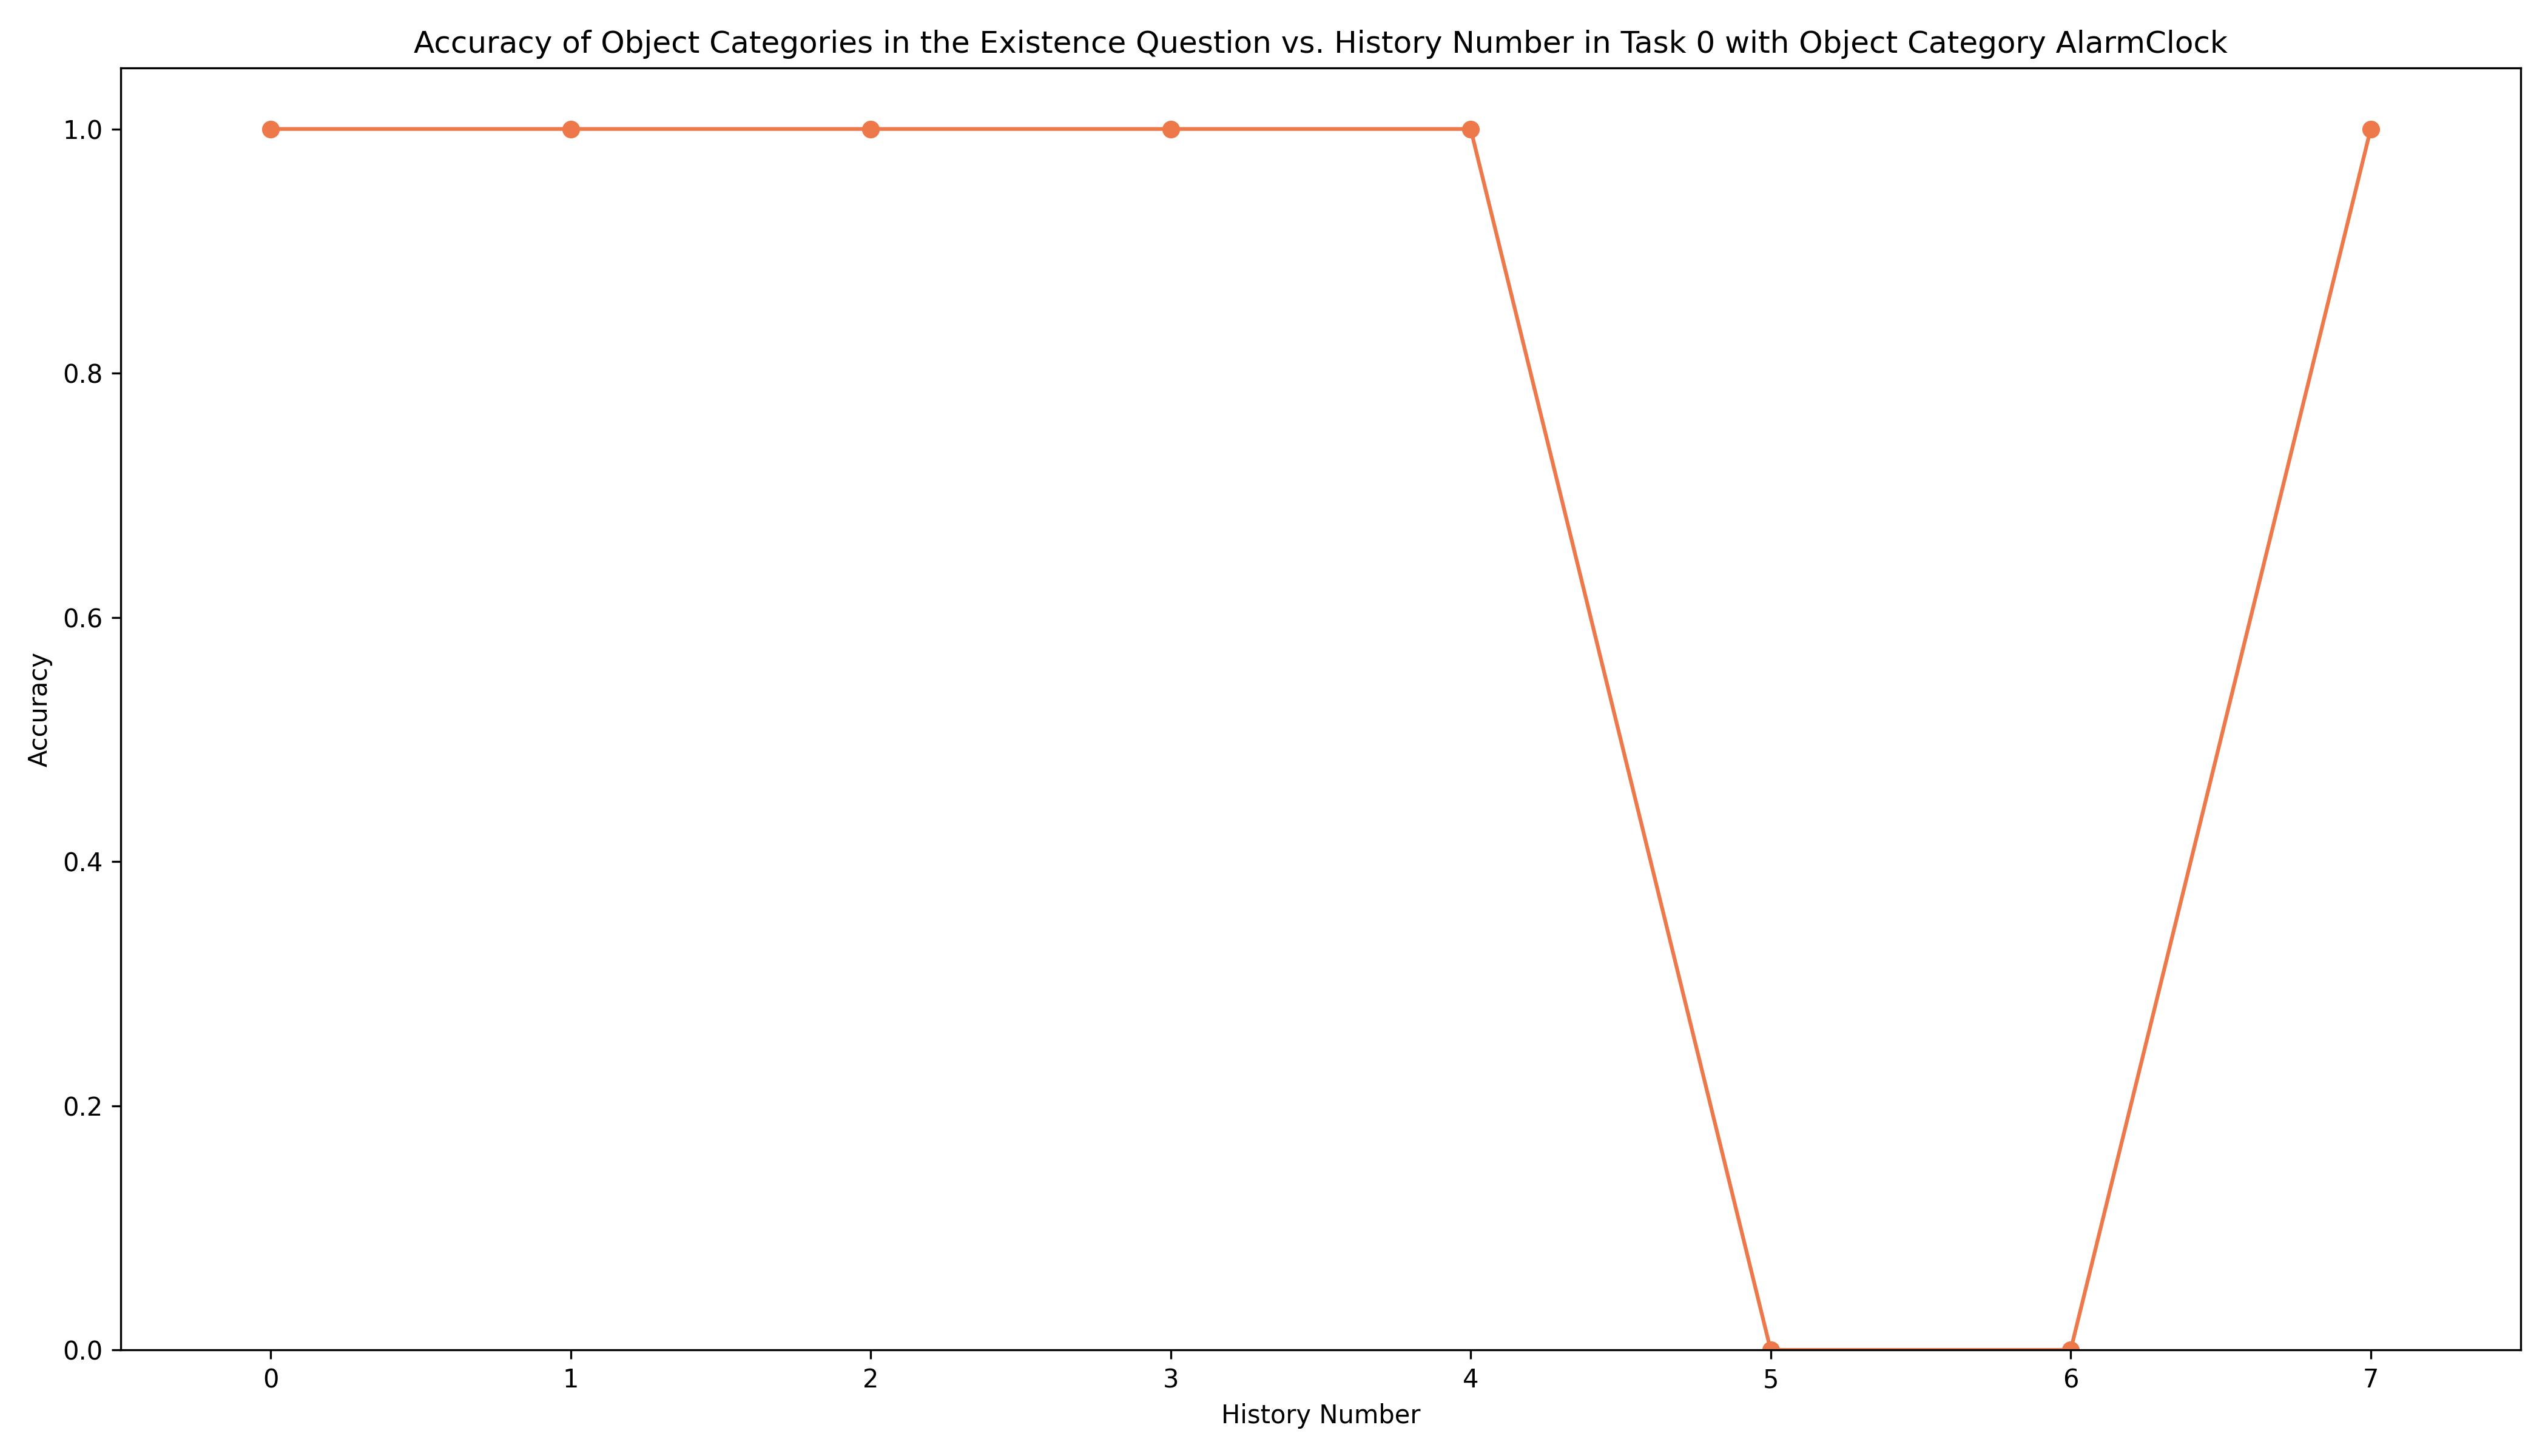 Accuracy of Object Categories in the Existence Question vs. History Number in Task 0 with Object Category AlarmClock
1.0
0.8
0.6
0.4
0.2
0.0
Accuracy
0 1 2 3 4 5 6 7
History Number